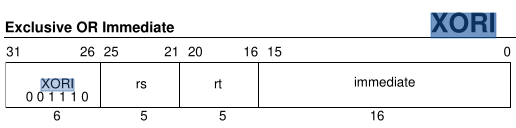 Exclusive OR Immediate XORI
31 26 25 21 20 16 15 0
XORI rs rt immediate
0 0 1 1 1 0
6 5 5 16